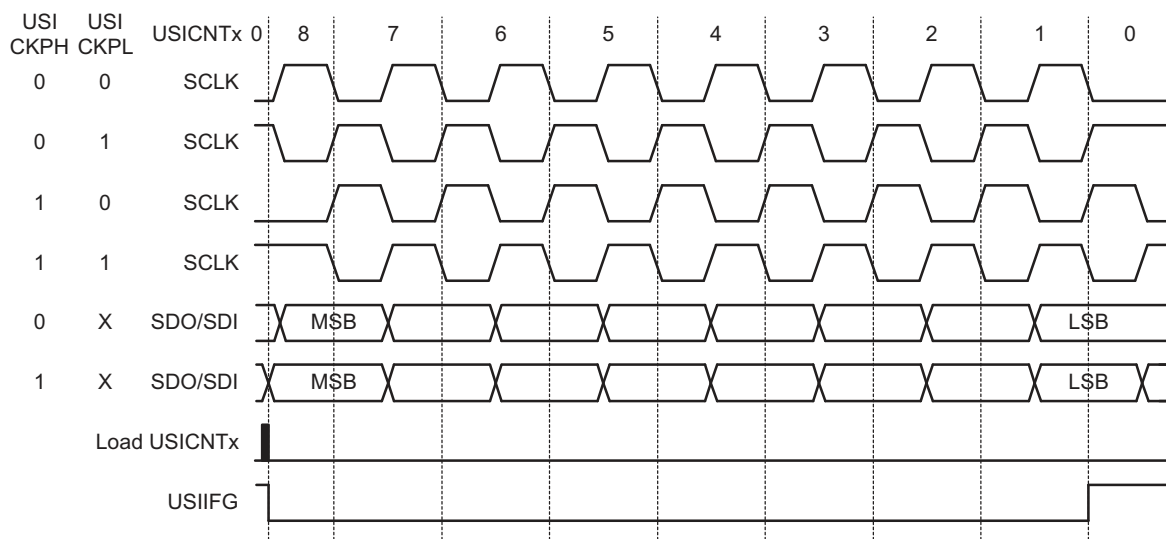 USI USI
CKPH CKPL USICNTx 0 8 7 6 5 4 3 2 1 0
0 0 SCLK
0 1 SCLK
1 0 SCLK
1 1 SCLK
0 X SDO/SDI MSB LSB
1 X SDO/SDI MSB LSB
Load USICNTx
USIIFG